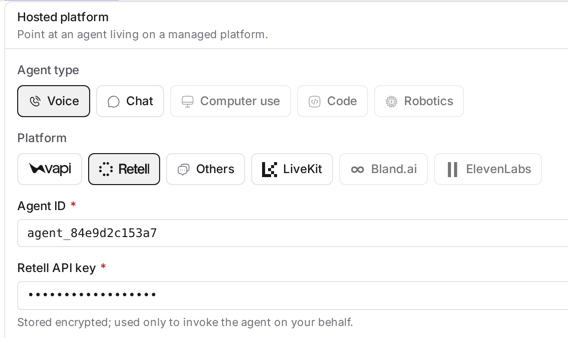 Hosted platform
Point at an agent living on a managed platform.
Agent type
Voice Chat Computer use Code Robotics
Platform
vapi Retell Others LiveKit Bland.ai ElevenLabs
Agent ID *
agent_84e9d2c153a7
Retell API key *
••••••••••••••••••
Stored encrypted; used only to invoke the agent on your behalf.